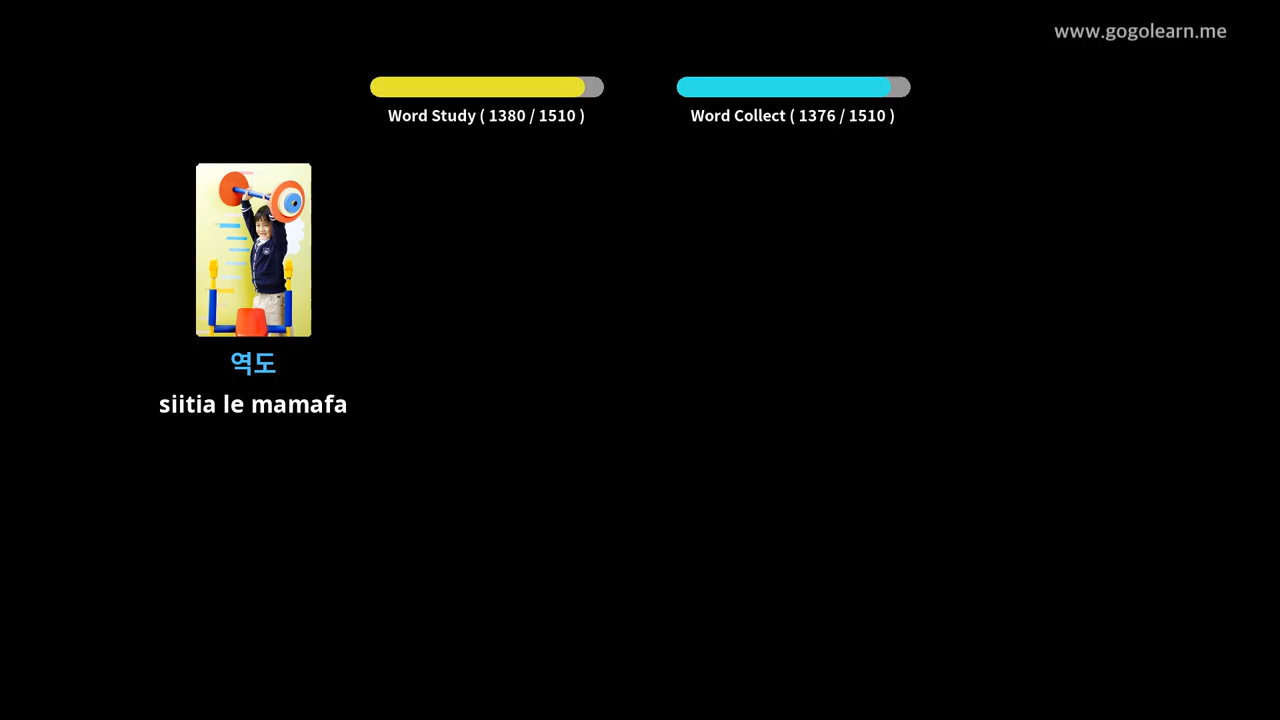 www.gogolearn.me
Word Study ( 1380 / 1510 )
Word Collect ( 1376 / 1510 )
역도
siitia le mamafa